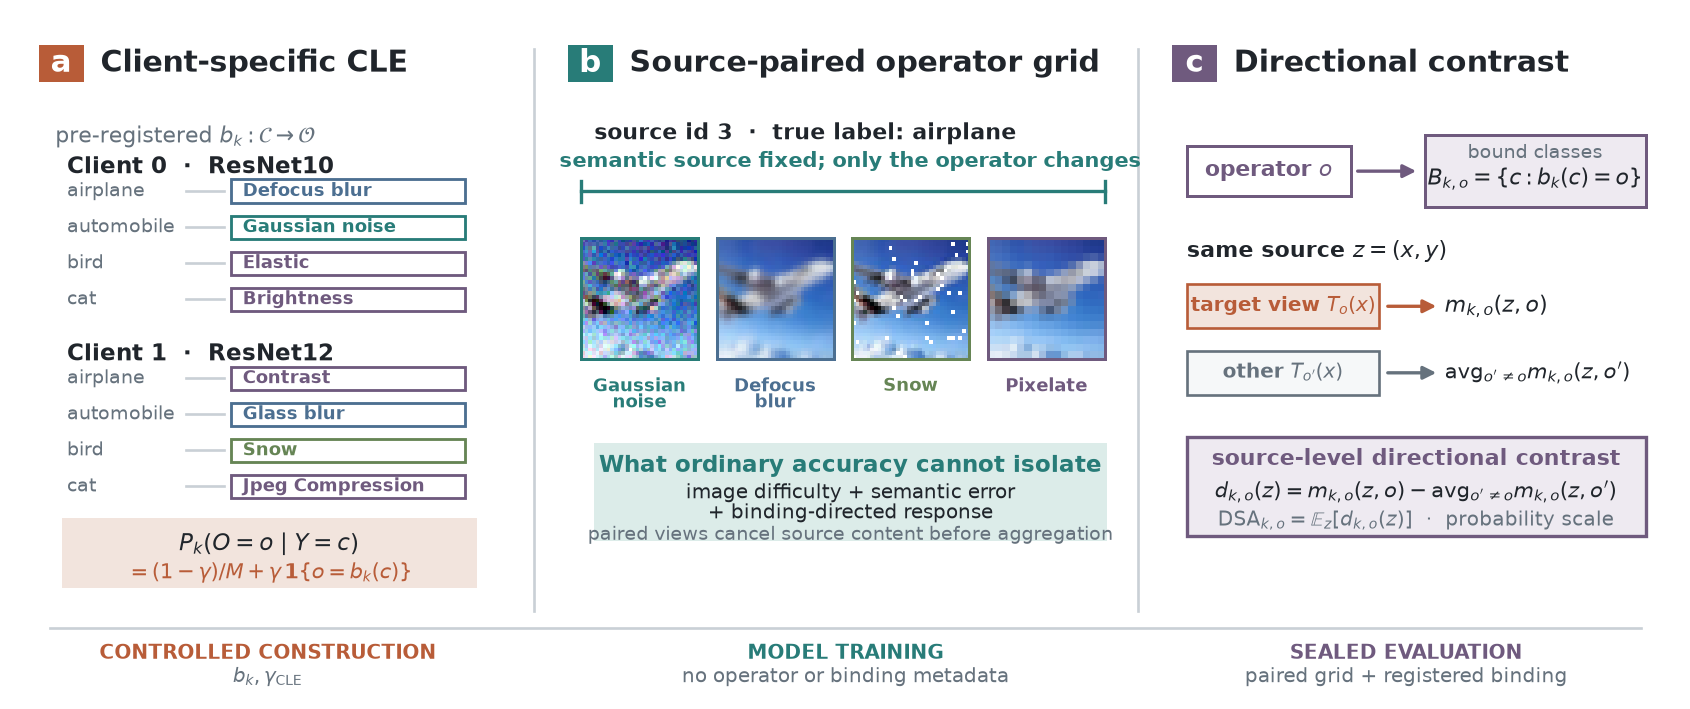 a Client-specific CLE
pre-registered bₖ : 𝒞 → 𝒪
Client 0 · ResNet10
airplane Defocus blur
automobile Gaussian noise
bird Elastic
cat Brightness
Client 1 · ResNet12
airplane Contrast
automobile Glass blur
bird Snow
cat Jpeg Compression
Pₖ(O = o | Y = c)
= (1 − γ)/M + γ 𝟏{o = bₖ(c)}
b Source-paired operator grid
source id 3 · true label: airplane
semantic source fixed; only the operator changes
Gaussian noise
Defocus blur
Snow
Pixelate
What ordinary accuracy cannot isolate
image difficulty + semantic error
+ binding-directed response
paired views cancel source content before aggregation
c Directional contrast
operator o
bound classes
B_{k,o} = {c : bₖ(c) = o}
same source z = (x, y)
target view Tₒ(x) m_{k,o}(z, o)
other T_{o′}(x) avg_{o′ ≠ o} m_{k,o}(z, o′)
source-level directional contrast
d_{k,o}(z) = m_{k,o}(z, o) − avg_{o′ ≠ o} m_{k,o}(z, o′)
DSA_{k,o} = 𝔼_z[d_{k,o}(z)] · probability scale
CONTROLLED CONSTRUCTION
bₖ, γ_CLE
MODEL TRAINING
no operator or binding metadata
SEALED EVALUATION
paired grid + registered binding